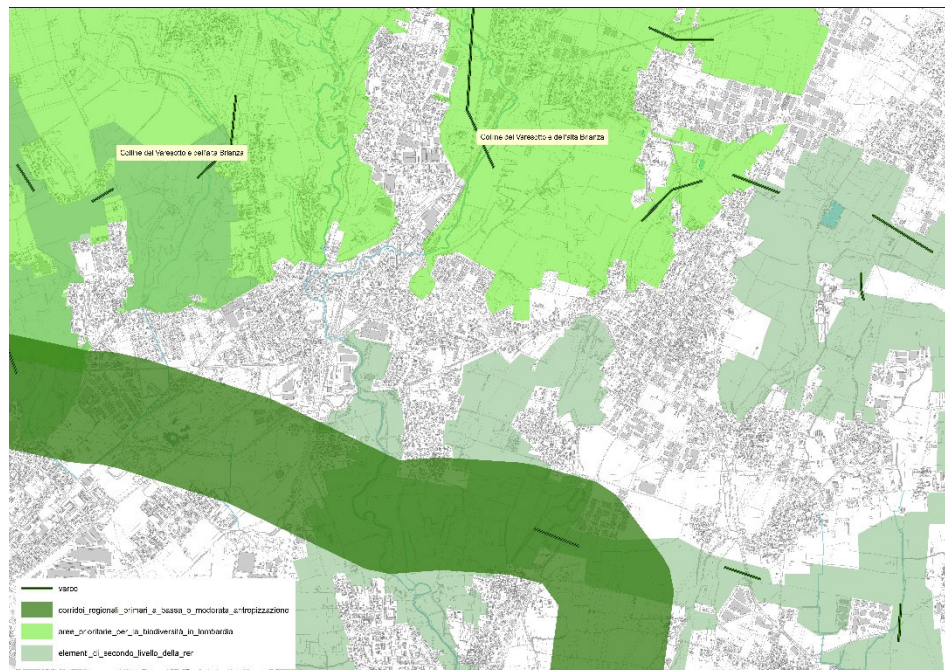 Colline del Varesotto e dell'alta Brianza
Colline del Varesotto e dell'alta Brianza
varco
corridoi_regionali_primari_a_bassa_o_moderata_antropizzazione
aree_prioritarie_per_la_biodiversità_in_lombardia
elementi_di_secondo_livello_della_rer